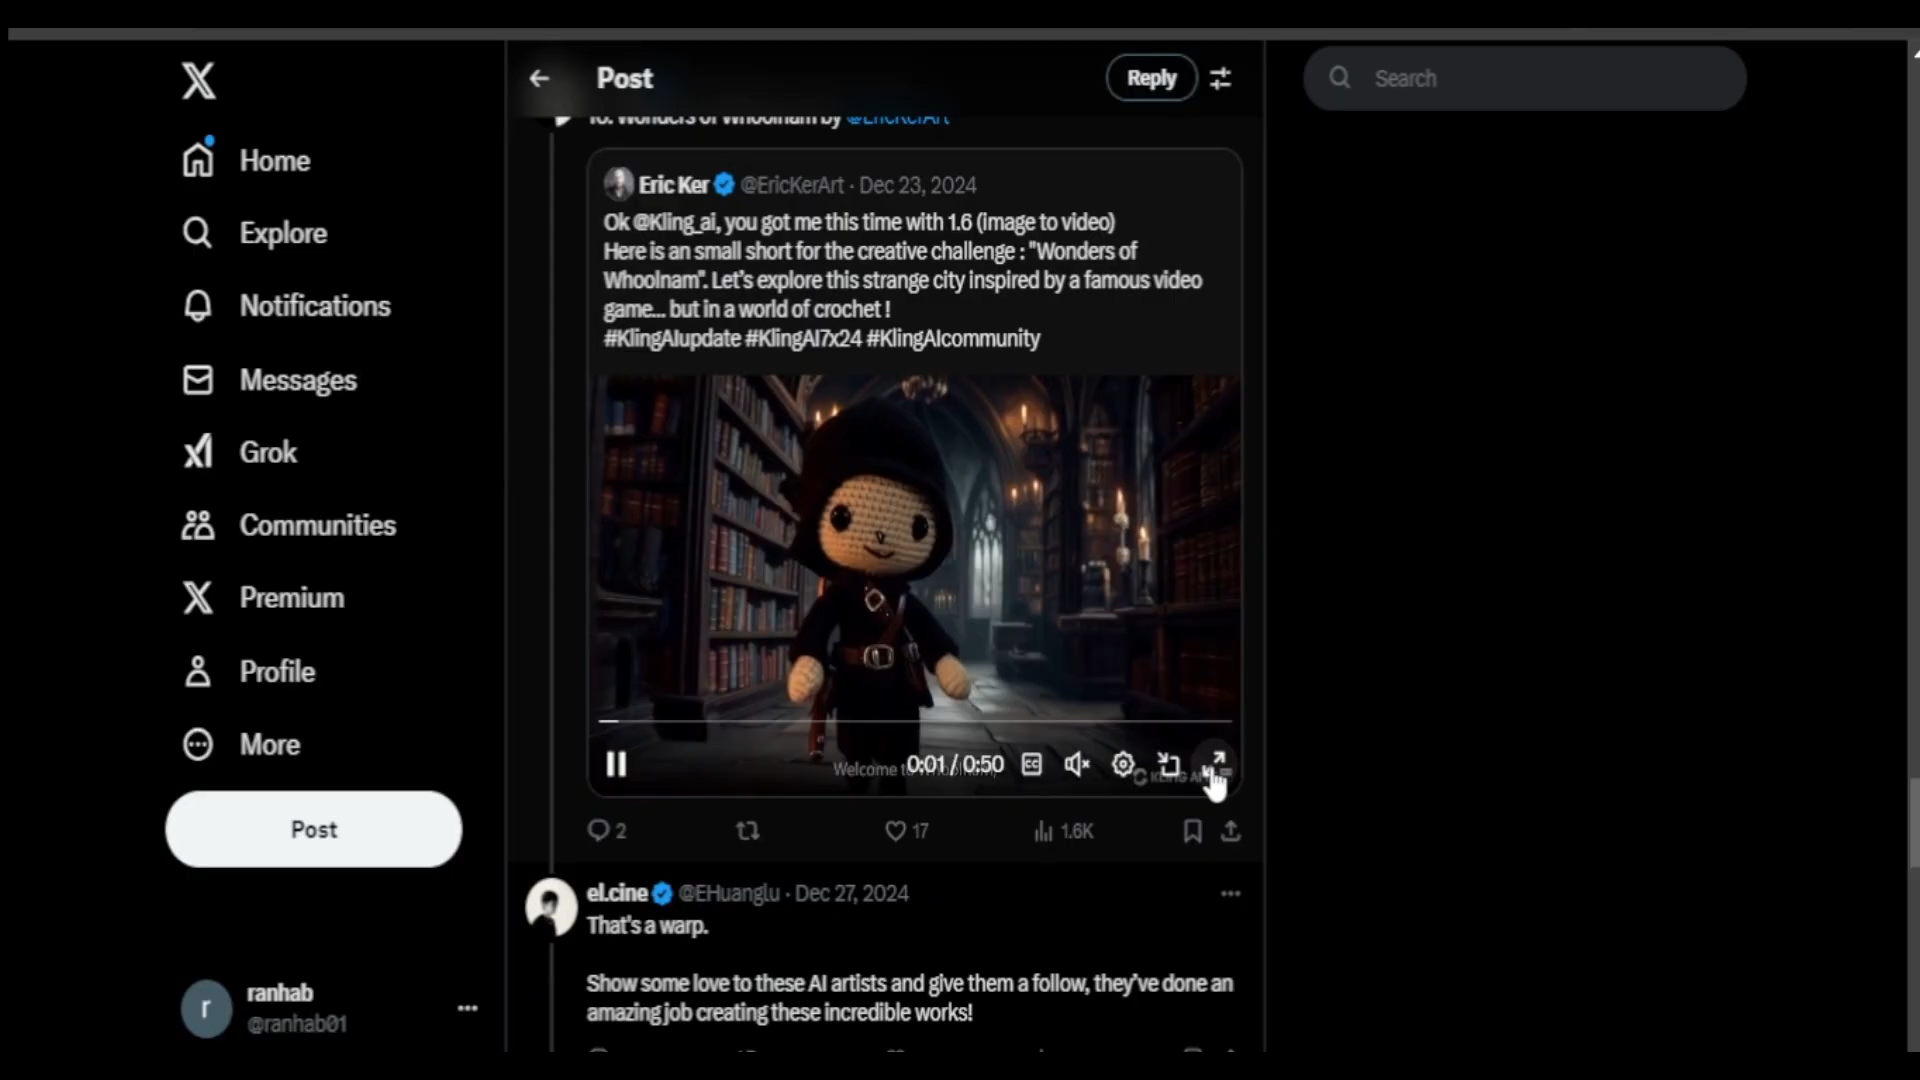 Post
Reply
Search
Home
Explore
Notifications
Messages
Grok
Communities
Premium
Profile
More
Post
ranhab
@ranhab01
10. Wonders of Whoolnam by @EricKerArt
Eric Ker @EricKerArt · Dec 23, 2024
Ok @Kling_ai, you got me this time with 1.6 (image to video)
Here is an small short for the creative challenge : "Wonders of
Whoolnam". Let's explore this strange city inspired by a famous video
game... but in a world of crochet !
#KlingAIupdate #KlingAI7x24 #KlingAIcommunity
Welcome to
0:01 / 0:50
CC
KLING AI
2
17
1.6K
el.cine @EHuanglu · Dec 27, 2024
That's a warp.
Show some love to these AI artists and give them a follow, they've done an
amazing job creating these incredible works!